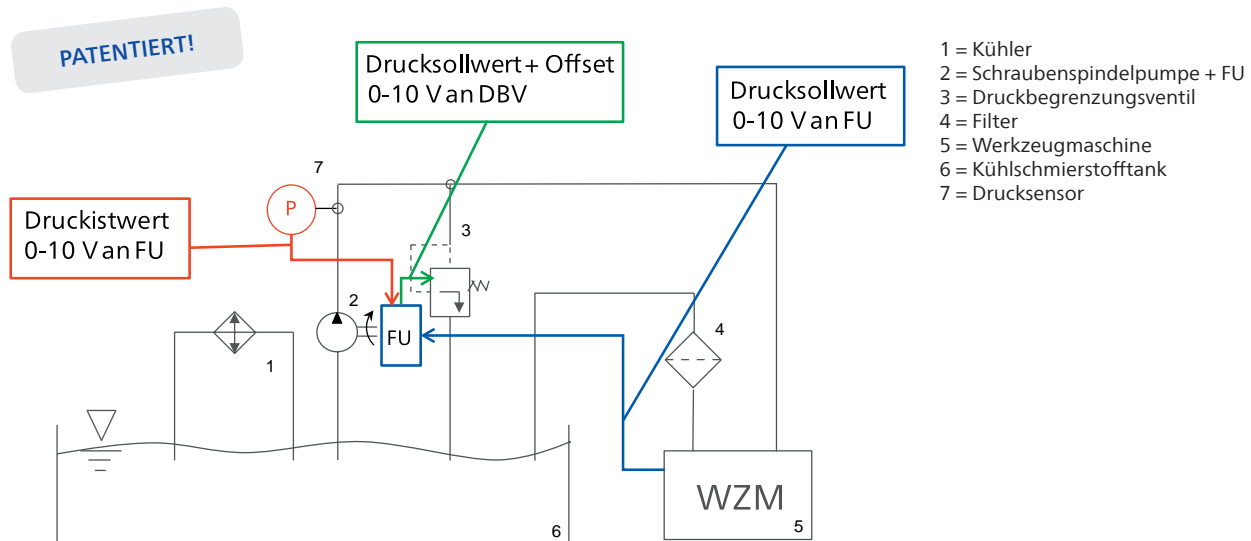 PATENTIERT!
Drucksollwert + Offset
0-10 V an DBV
Drucksollwert
0-10 V an FU
1 = Kühler
2 = Schraubenspindelpumpe + FU
3 = Druckbegrenzungsventil
4 = Filter
5 = Werkzeugmaschine
6 = Kühlschmierstofftank
7 = Drucksensor
7
P
Druckistwert
0-10 V an FU
3
2
FU
1
4
WZM
5
6